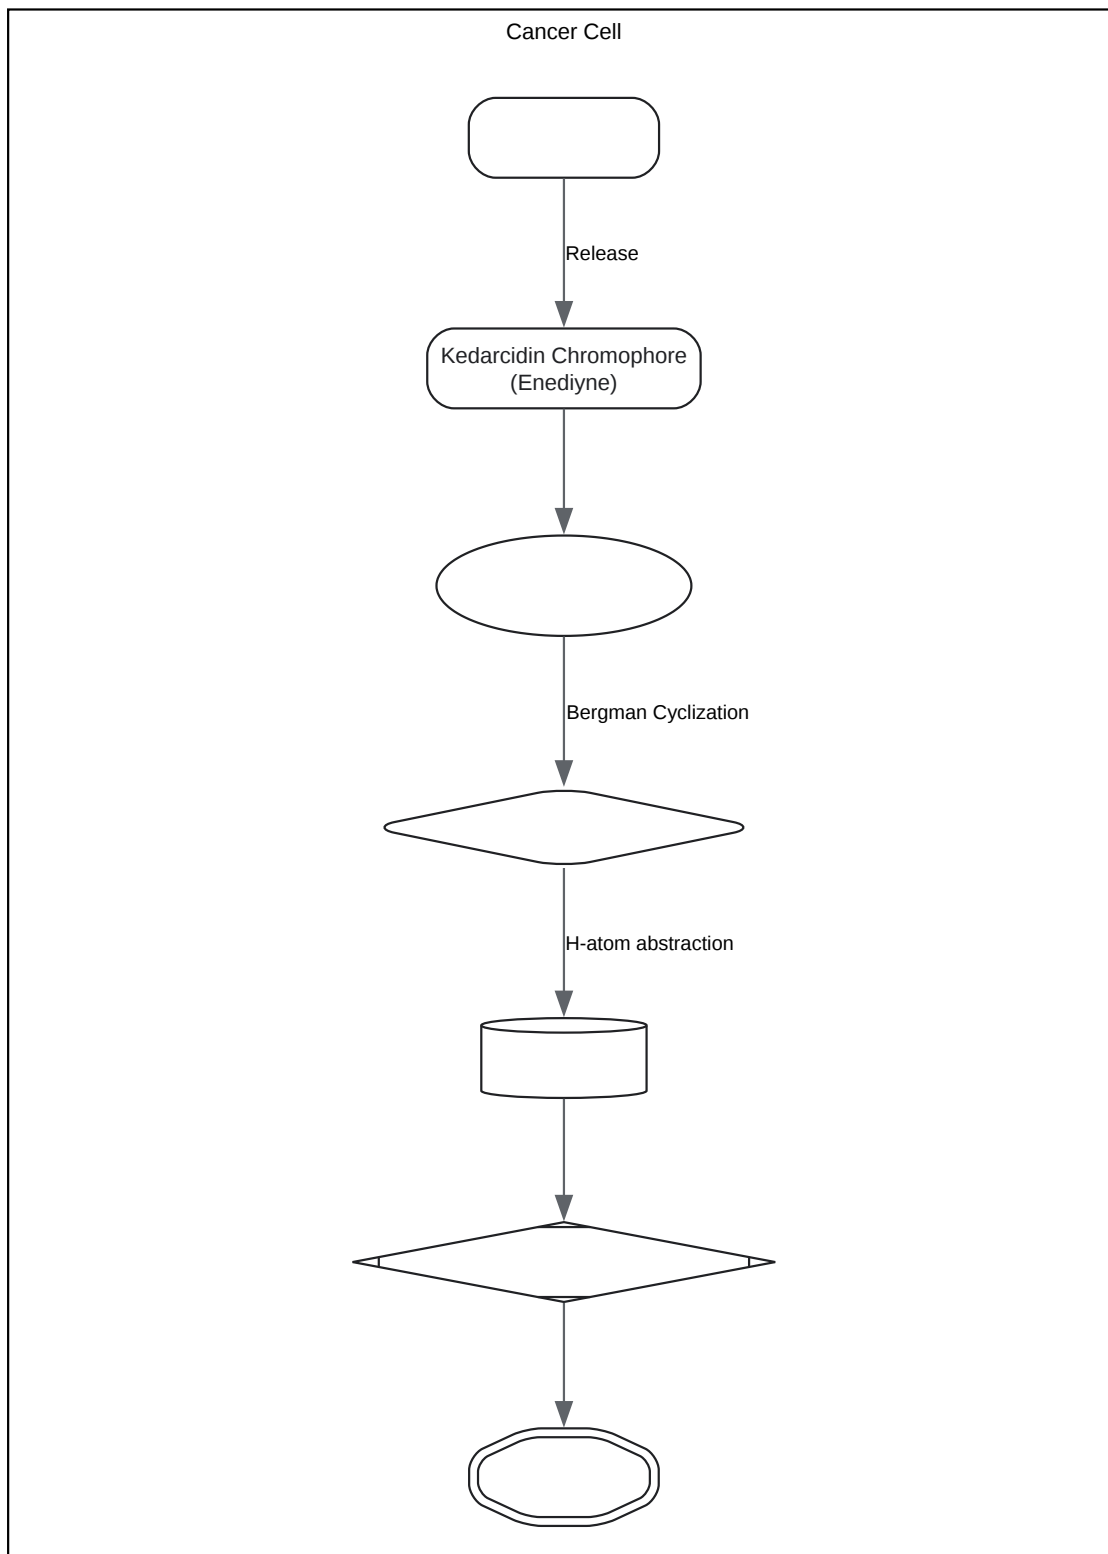 Cancer Cell
Release
Kedarcidin Chromophore
(Enediyne)
Bergman Cyclization
H-atom abstraction